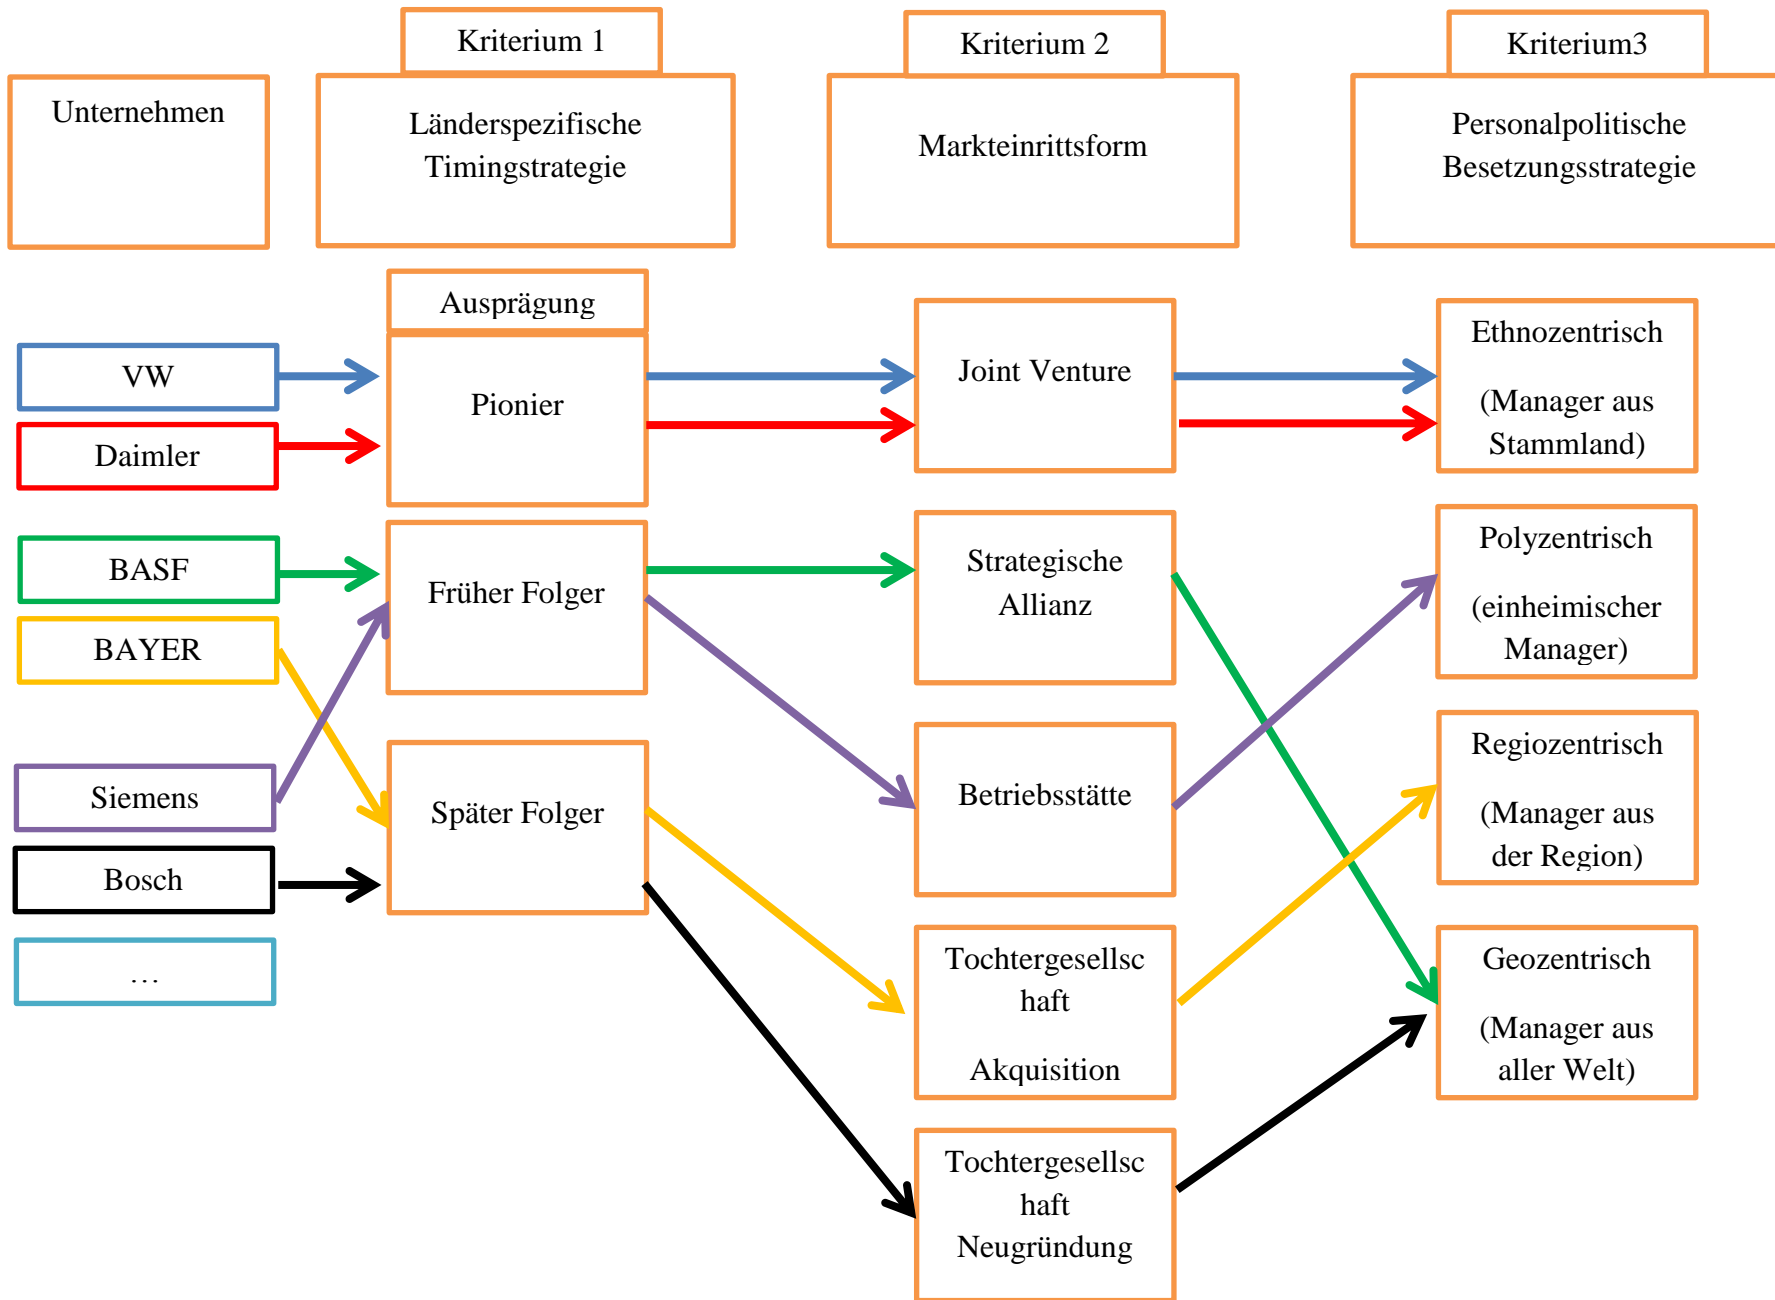 Kriterium 1
Kriterium 2
Kriterium3
Unternehmen
Länderspezifische
Timingstrategie
Markteinrittsform
Personalpolitische
Besetzungsstrategie
Ausprägung
VW
Daimler
BASF
BAYER
Siemens
Bosch
…
Pionier
Früher Folger
Später Folger
Joint Venture
Strategische
Allianz
Betriebsstätte
Tochtergesellsc
haft
Akquisition
Tochtergesellsc
haft
Neugründung
Ethnozentrisch
(Manager aus
Stammland)
Polyzentrisch
(einheimischer
Manager)
Regiozentrisch
(Manager aus
der Region)
Geozentrisch
(Manager aus
aller Welt)